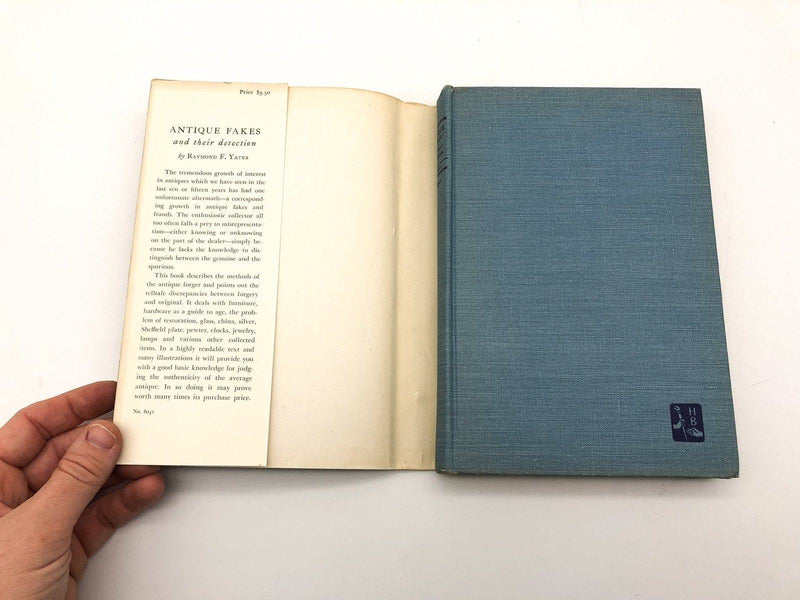 Price $3.50
ANTIQUE FAKES
and their detection
by RAYMOND F. YATES
The tremendous growth of interest
in antiques which we have seen in the
last ten or fifteen years has had one
unfortunate aftermath—a correspond-
ing growth in antique fakes and
frauds. The enthusiastic collector all
too often falls a prey to misrepresenta-
tion—either knowing or unknowing
on the part of the dealer—simply be-
cause he lacks the knowledge to dis-
tinguish between the genuine and the
spurious.
This book describes the methods of
the antique forger and points out the
telltale discrepancies between forgery
and original. It deals with furniture,
hardware as a guide to age, the prob-
lem of restoration, glass, china, silver,
Sheffield plate, pewter, clocks, jewelry,
lamps and various other collected
items. In a highly readable text and
many illustrations it will provide you
with a good basic knowledge for judg-
ing the authenticity of the average
antique. In so doing it may prove
worth many times its purchase price.
No. 8051
H
B